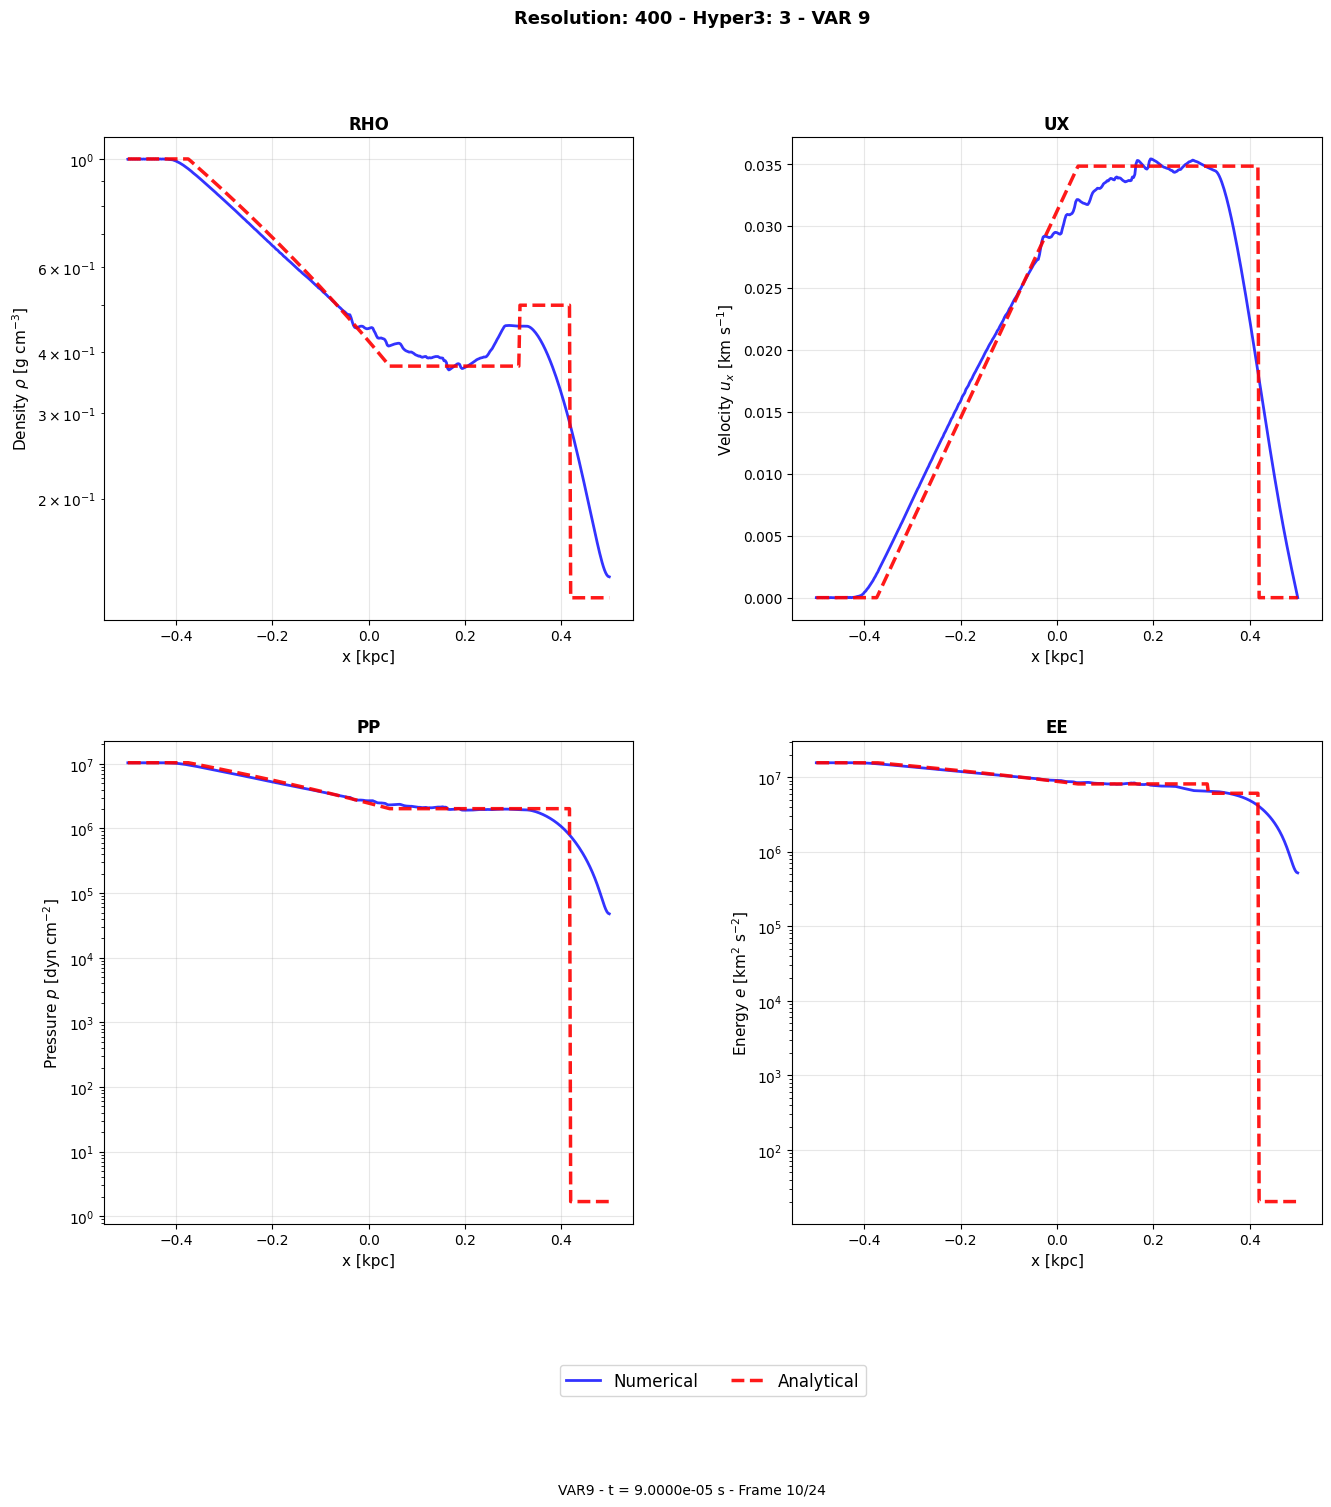 Resolution: 400 - Hyper3: 3 - VAR 9
RHO
Density ρ [g cm⁻³]
10⁰
6 × 10⁻¹
4 × 10⁻¹
3 × 10⁻¹
2 × 10⁻¹
−0.4 −0.2 0.0 0.2 0.4
x [kpc]
UX
Velocity uₓ [km s⁻¹]
0.035
0.030
0.025
0.020
0.015
0.010
0.005
0.000
−0.4 −0.2 0.0 0.2 0.4
x [kpc]
PP
Pressure p [dyn cm⁻²]
10⁷
10⁶
10⁵
10⁴
10³
10²
10¹
10⁰
−0.4 −0.2 0.0 0.2 0.4
x [kpc]
EE
Energy e [km² s⁻²]
10⁷
10⁶
10⁵
10⁴
10³
10²
−0.4 −0.2 0.0 0.2 0.4
x [kpc]
Numerical Analytical
VAR9 - t = 9.0000e-05 s - Frame 10/24